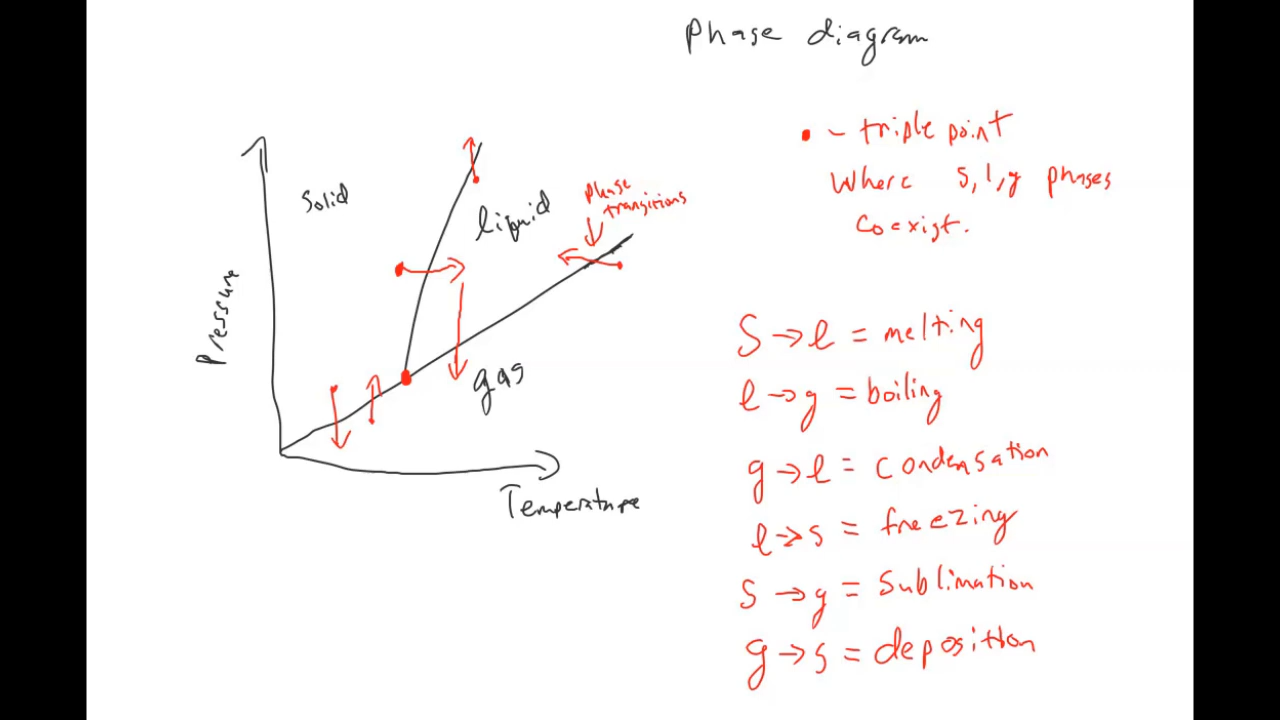 Phase diagram
• - triple point
Where s, l, g phases
Coexist.
Solid
liquid
phase
transitions
Pressure
gas
Temperature
S → l = melting
l → g = boiling
g → l = condensation
l → s = freezing
S → g = Sublimation
g → s = deposition